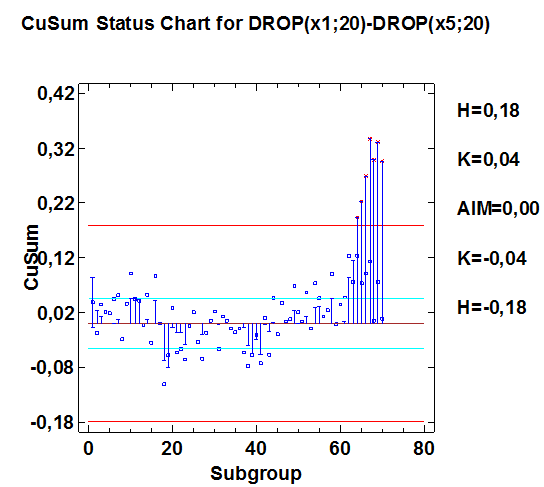 CuSum Status Chart for DROP(x1;20)-DROP(x5;20)
0,42
0,32
0,22
0,12
0,02
-0,08
-0,18
CuSum
0
20
40
60
80
Subgroup
H=0,18
K=0,04
AIM=0,00
K=-0,04
H=-0,18